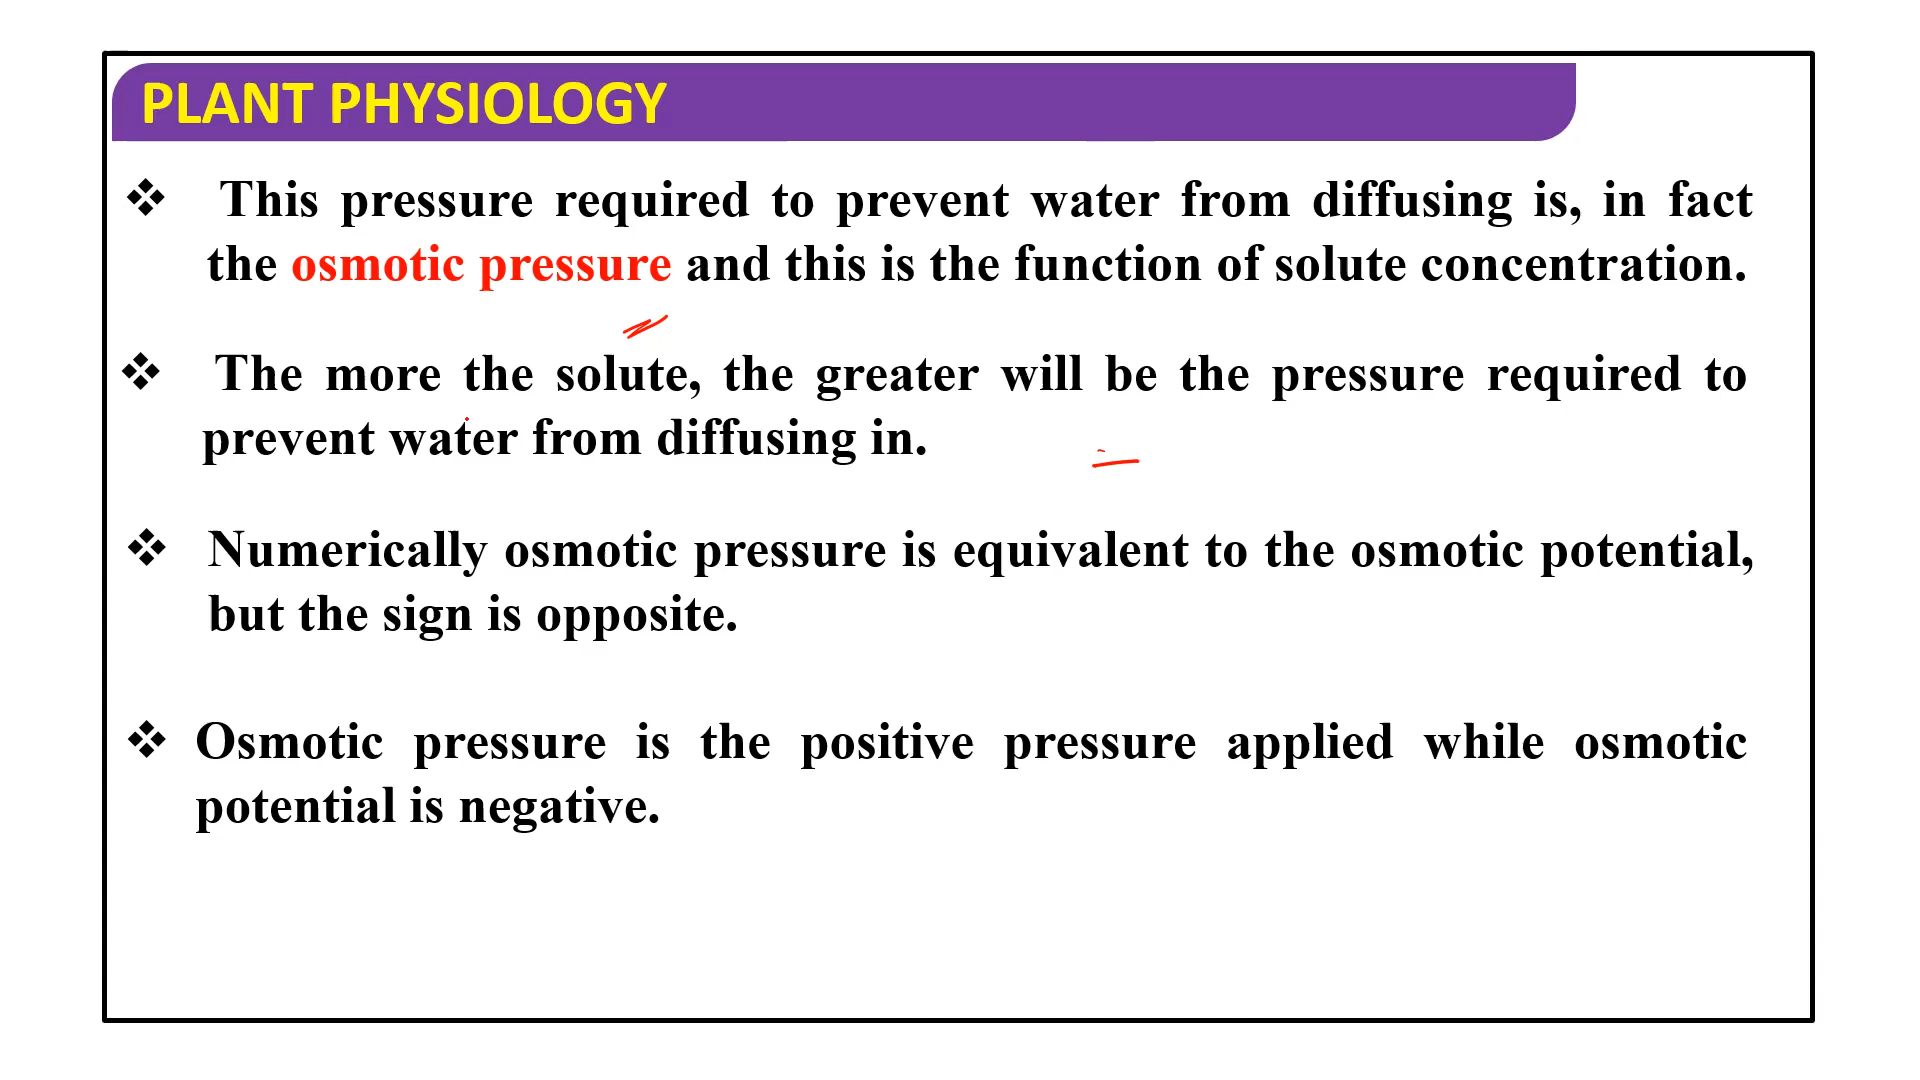 PLANT PHYSIOLOGY
❖ This pressure required to prevent water from diffusing is, in fact
the osmotic pressure and this is the function of solute concentration.
❖ The more the solute, the greater will be the pressure required to
prevent water from diffusing in.
❖ Numerically osmotic pressure is equivalent to the osmotic potential,
but the sign is opposite.
❖ Osmotic pressure is the positive pressure applied while osmotic
potential is negative.